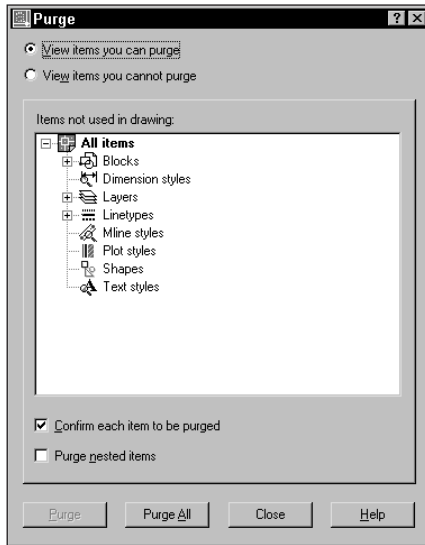 Purge
View items you can purge
View items you cannot purge
Items not used in drawing:
All items
Blocks
Dimension styles
Layers
Linetypes
Mline styles
Plot styles
Shapes
Text styles
Confirm each item to be purged
Purge nested items
Purge Purge All Close Help